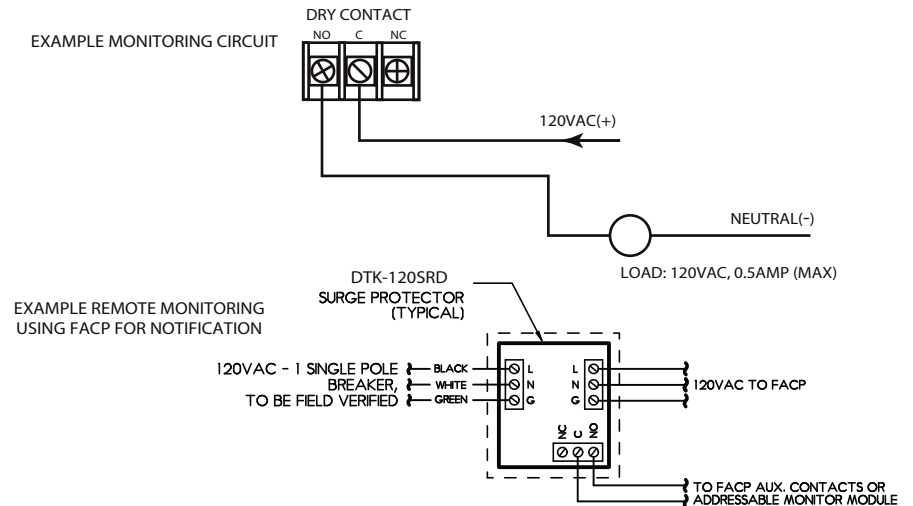 DRY CONTACT
EXAMPLE MONITORING CIRCUIT
NO C NC
120VAC(+)
NEUTRAL(-)
LOAD: 120VAC, 0.5AMP (MAX)
DTK-120SRD
SURGE PROTECTOR
(TYPICAL)
EXAMPLE REMOTE MONITORING
USING FACP FOR NOTIFICATION
120VAC - 1 SINGLE POLE
BREAKER,
TO BE FIELD VERIFIED
BLACK
WHITE
GREEN
L
N
G
L
N
G
120VAC TO FACP
NC
C
NO
TO FACP AUX. CONTACTS OR
ADDRESSABLE MONITOR MODULE